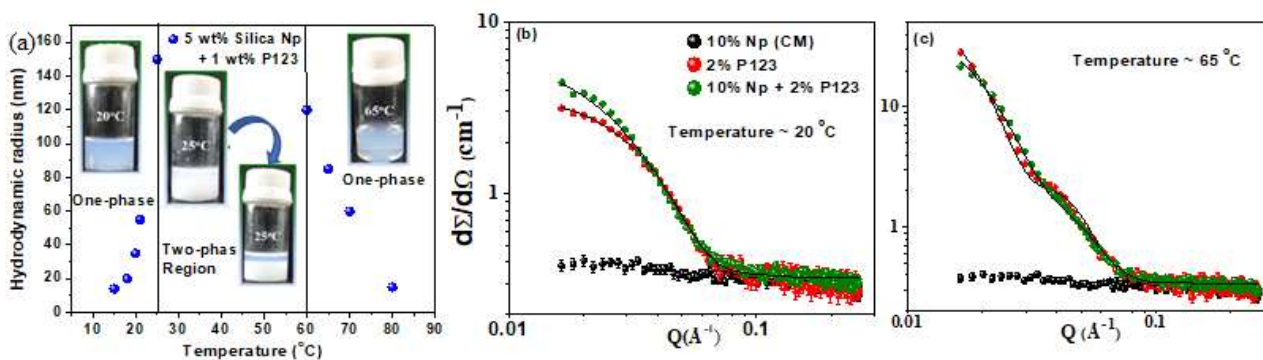 (a)
5 wt% Silica Np
+ 1 wt% P123
20°C
25°C
65°C
25°C
One-phase
Two-phas
Region
One-phase
Hydrodynamic radius (nm)
160
140
120
100
80
60
40
20
0
10 20 30 40 50 60 70 80 90
Temperature (°C)
(b)
10% Np (CM)
2% P123
10% Np + 2% P123
Temperature ~ 20 °C
dΣ/dΩ (cm⁻¹)
10
1
0.01 0.1
Q(A⁻¹)
(c)
Temperature ~ 65 °C
10
1
0.1
0.01 0.1
Q (A⁻¹)